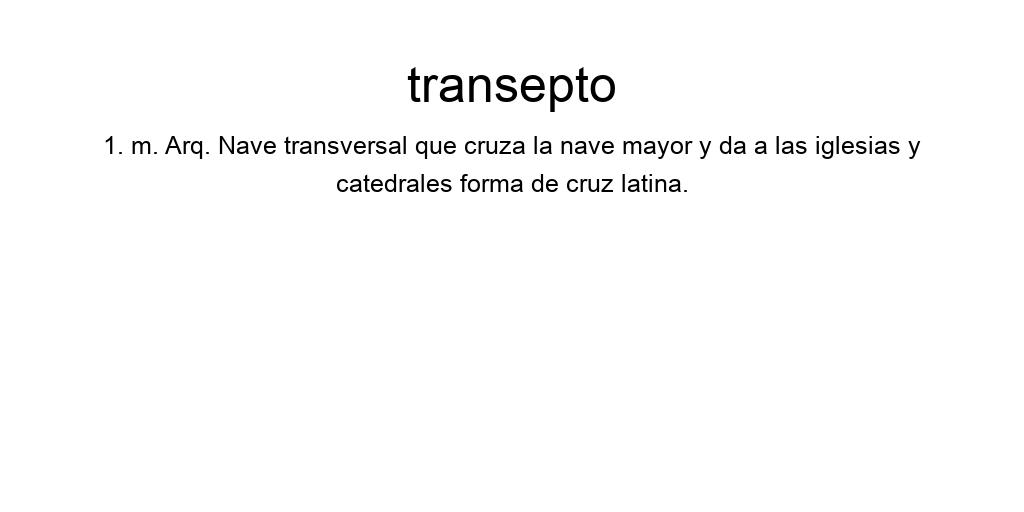 transepto
1. m. Arq. Nave transversal que cruza la nave mayor y da a las iglesias y
catedrales forma de cruz latina.